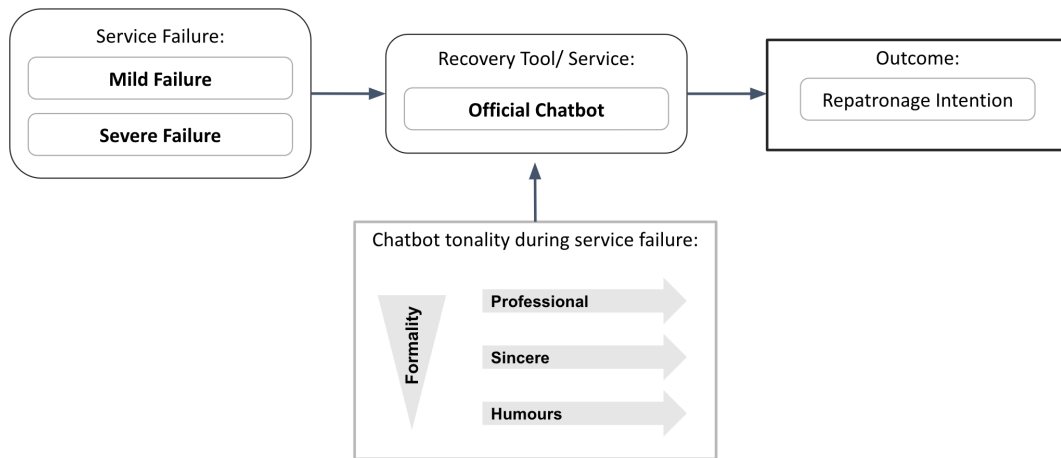 Service Failure:
Mild Failure
Severe Failure
Recovery Tool/ Service:
Official Chatbot
Outcome:
Repatronage Intention
Chatbot tonality during service failure:
Formality
Professional
Sincere
Humours